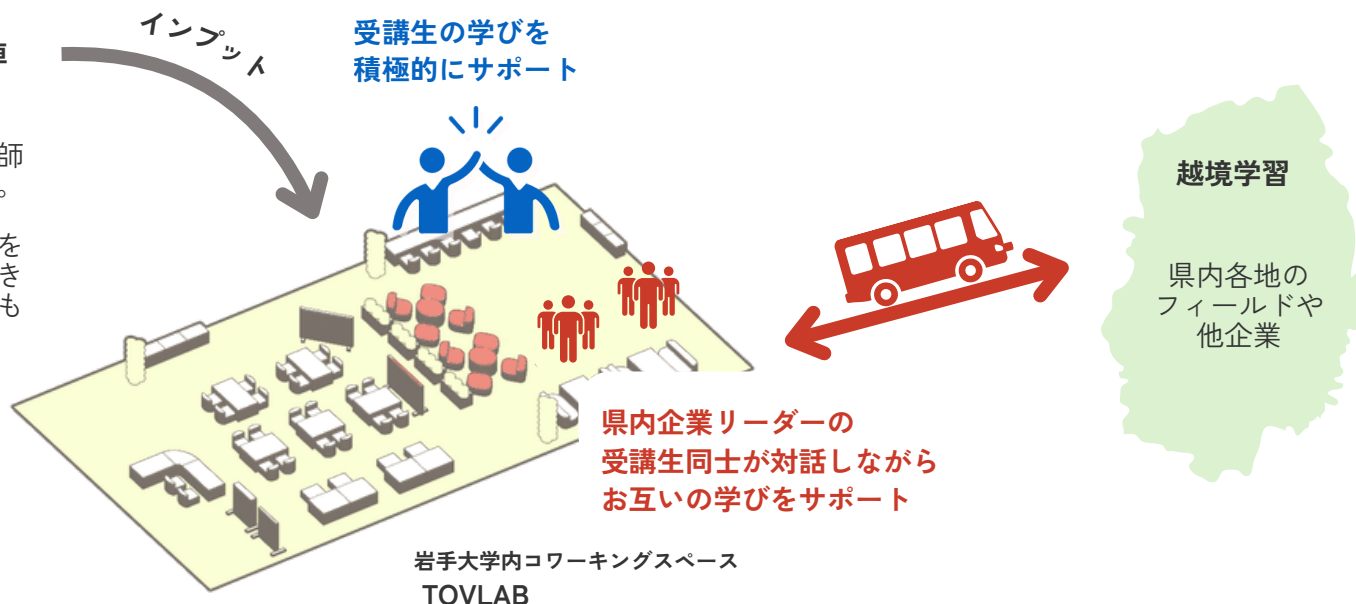 師
。
を
き
も
インプット
受講生の学びを
積極的にサポート
越境学習
県内各地の
フィールドや
他企業
県内企業リーダーの
受講生同士が対話しながら
お互いの学びをサポート
岩手大学内コワーキングスペース
TOVLAB